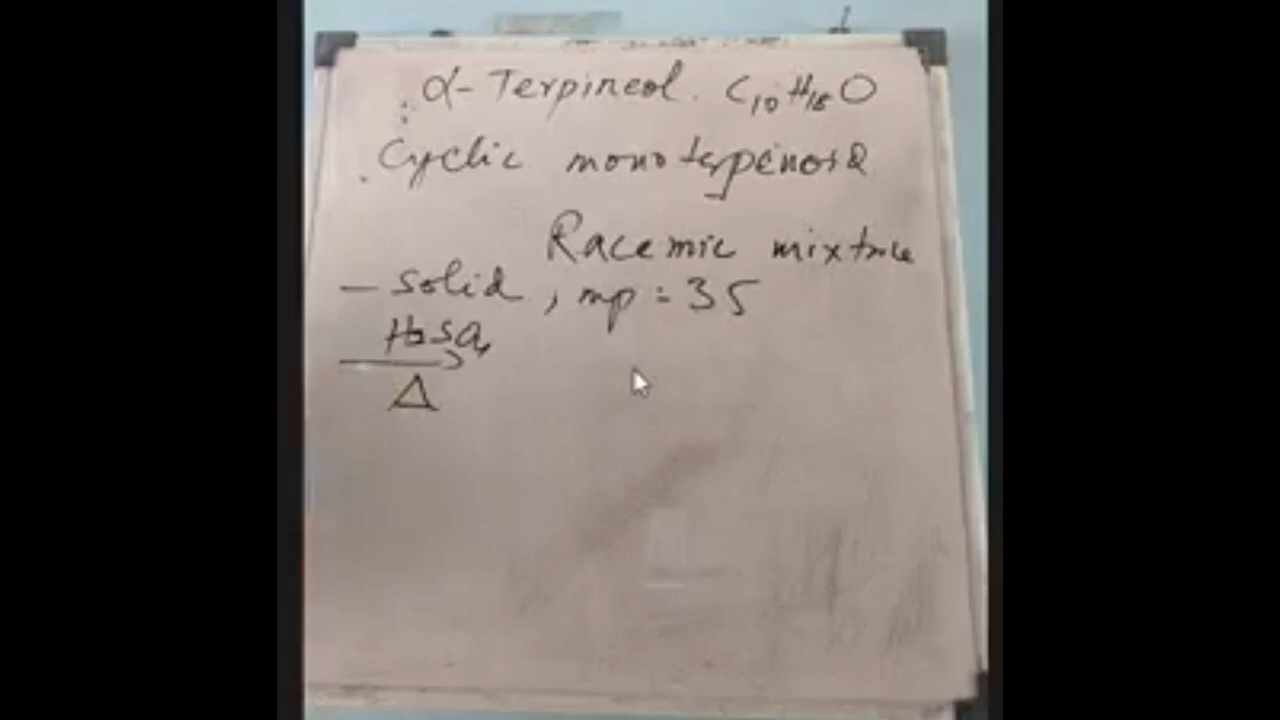 α- Terpineol. C₁₀H₁₈O
Cyclic monoterpenoid
Racemic mixture
— Solid, mp = 35
H₂SO₄
Δ